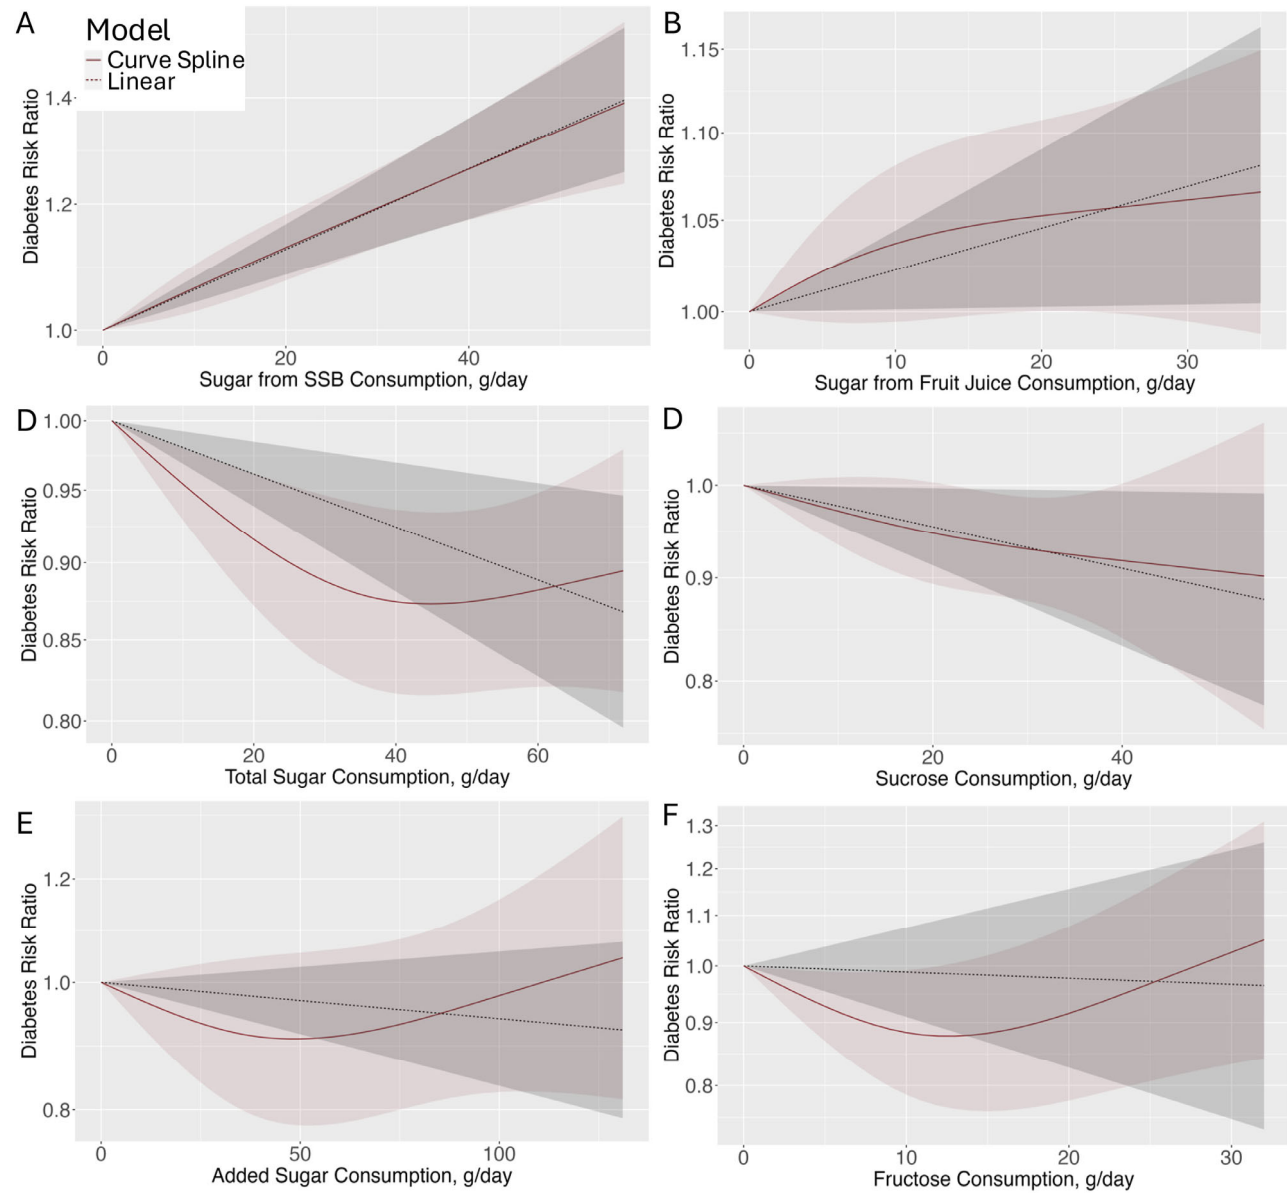 A
Model
Curve Spline
Linear
Diabetes Risk Ratio
1.4
1.2
1.0
0 20 40
Sugar from SSB Consumption, g/day
B
Diabetes Risk Ratio
1.15
1.10
1.05
1.00
0 10 20 30
Sugar from Fruit Juice Consumption, g/day
D
Diabetes Risk Ratio
1.00
0.95
0.90
0.85
0.80
0 20 40 60
Total Sugar Consumption, g/day
D
Diabetes Risk Ratio
1.0
0.9
0.8
0 20 40
Sucrose Consumption, g/day
E
Diabetes Risk Ratio
1.2
1.0
0.8
0 50 100
Added Sugar Consumption, g/day
F
Diabetes Risk Ratio
1.3
1.2
1.1
1.0
0.9
0.8
0 10 20 30
Fructose Consumption, g/day